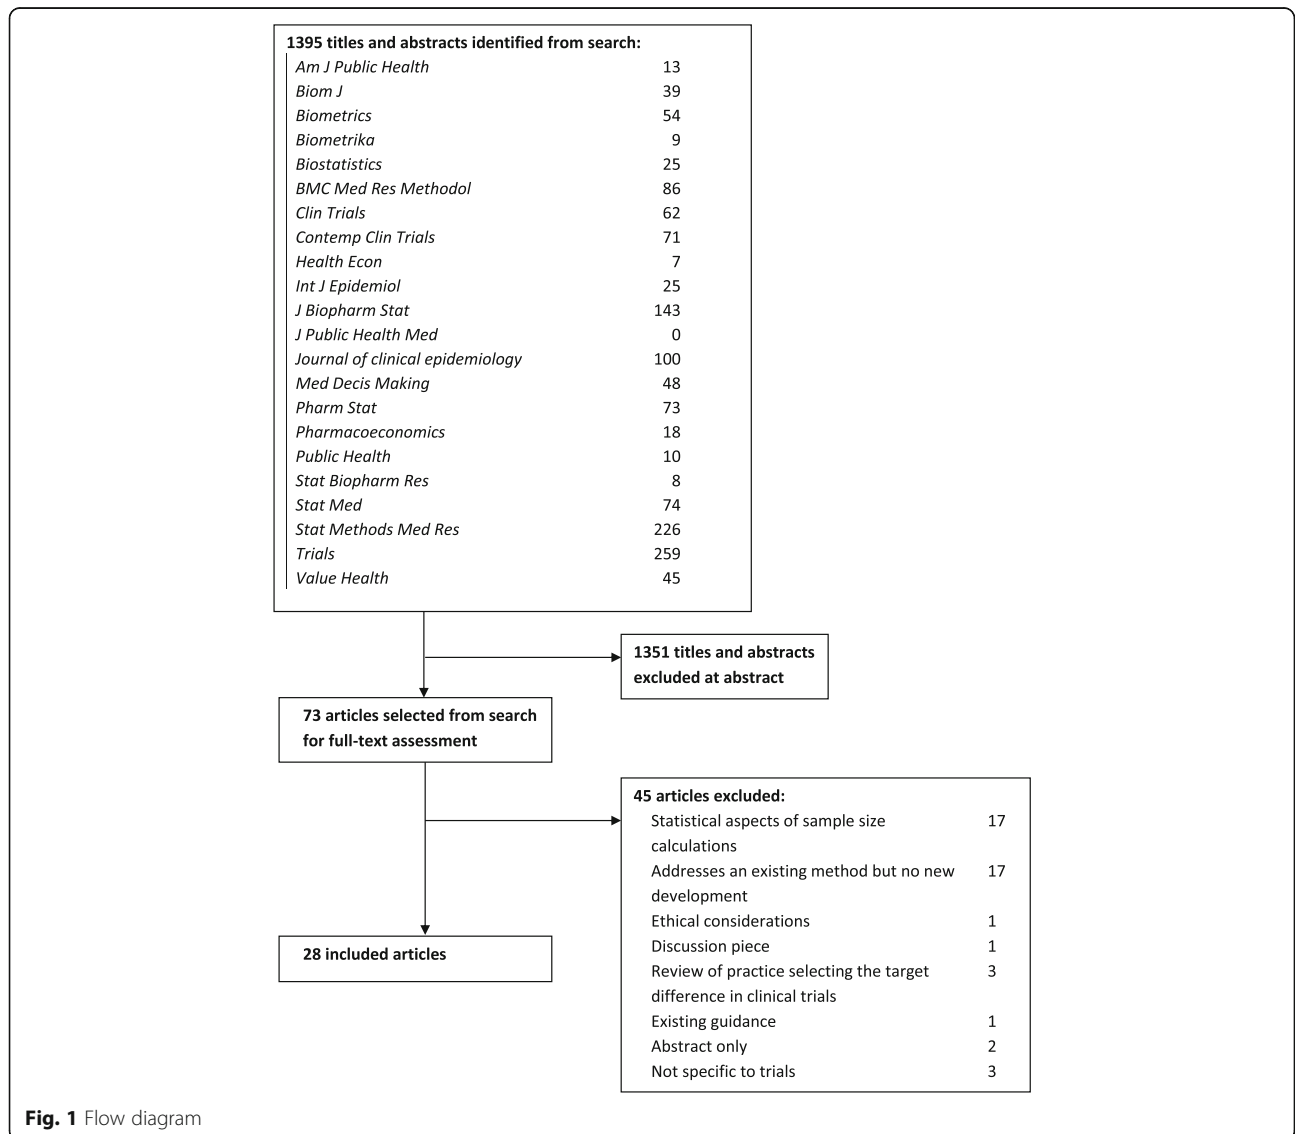 1395 titles and abstracts identified from search:
Am J Public Health 13
Biom J 39
Biometrics 54
Biometrika 9
Biostatistics 25
BMC Med Res Methodol 86
Clin Trials 62
Contemp Clin Trials 71
Health Econ 7
Int J Epidemiol 25
J Biopharm Stat 143
J Public Health Med 0
Journal of clinical epidemiology 100
Med Decis Making 48
Pharm Stat 73
Pharmacoeconomics 18
Public Health 10
Stat Biopharm Res 8
Stat Med 74
Stat Methods Med Res 226
Trials 259
Value Health 45
1351 titles and abstracts
excluded at abstract
73 articles selected from search
for full-text assessment
45 articles excluded:
Statistical aspects of sample size 17
calculations
Addresses an existing method but no new 17
development
Ethical considerations 1
Discussion piece 1
Review of practice selecting the target 3
difference in clinical trials
Existing guidance 1
Abstract only 2
Not specific to trials 3
28 included articles
Fig. 1 Flow diagram